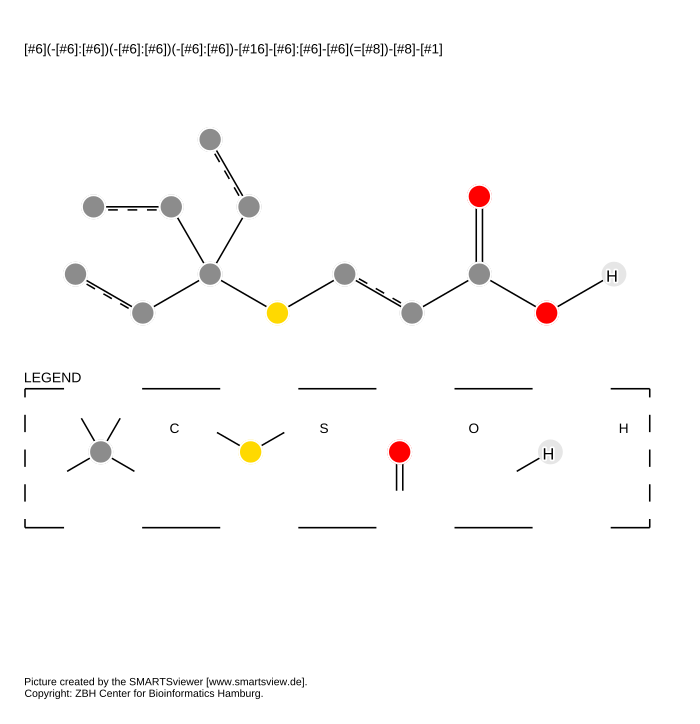 [#6](-[#6]:[#6])(-[#6]:[#6])(-[#6]:[#6])-[#16]-[#6]:[#6]-[#6](=[#8])-[#8]-[#1]
H
LEGEND
C S O H
H
Picture created by the SMARTSviewer [www.smartsview.de].
Copyright: ZBH Center for Bioinformatics Hamburg.